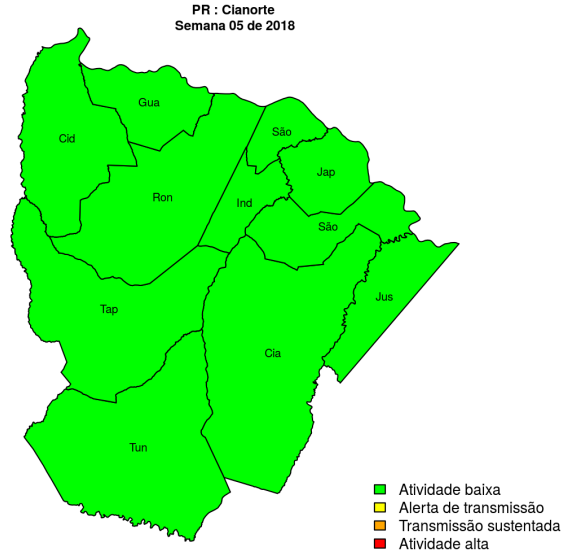 PR : Cianorte
Semana 05 de 2018
Gua
Cid
São
Jap
Ron
Ind
São
Jus
Tap
Cia
Tun
Atividade baixa
Alerta de transmissão
Transmissão sustentada
Atividade alta